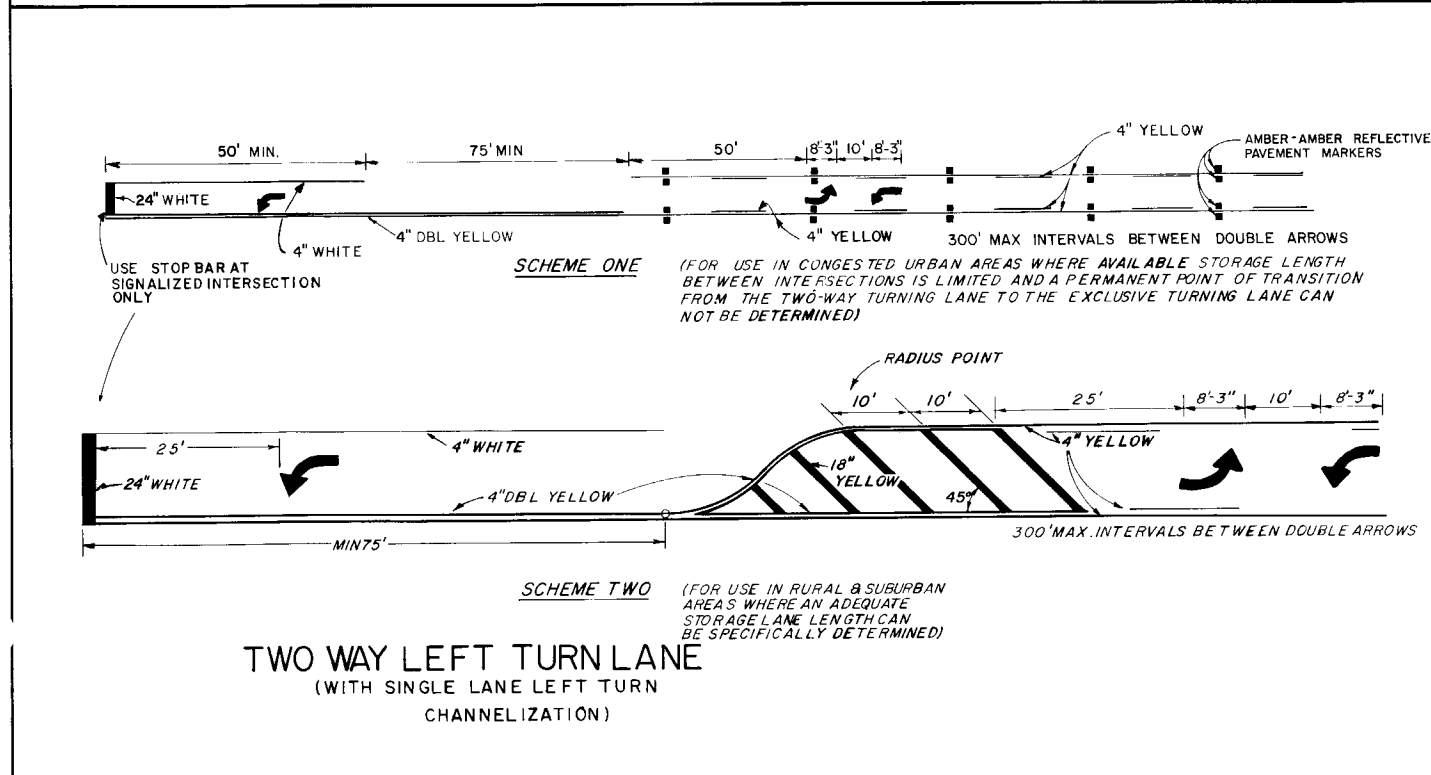 50' MIN.
75' MIN
50'
8'-3"
10'
8'-3"
4" YELLOW
AMBER-AMBER REFLECTIVE
PAVEMENT MARKERS
24" WHITE
4" WHITE
4" DBL YELLOW
4" YELLOW
300' MAX INTERVALS BETWEEN DOUBLE ARROWS
USE STOP BAR AT
SIGNALIZED INTERSECTION
ONLY
SCHEME ONE
(FOR USE IN CONGESTED URBAN AREAS WHERE AVAILABLE STORAGE LENGTH
BETWEEN INTERSECTIONS IS LIMITED AND A PERMANENT POINT OF TRANSITION
FROM THE TWO-WAY TURNING LANE TO THE EXCLUSIVE TURNING LANE CAN
NOT BE DETERMINED)
RADIUS POINT
10'
10'
25'
8'-3"
10'
8'-3"
25'
4" WHITE
4" YELLOW
24" WHITE
4" DBL YELLOW
18"
YELLOW
45°
MIN 75'
300' MAX. INTERVALS BETWEEN DOUBLE ARROWS
SCHEME TWO
(FOR USE IN RURAL & SUBURBAN
AREAS WHERE AN ADEQUATE
STORAGE LANE LENGTH CAN
BE SPECIFICALLY DETERMINED)
TWO WAY LEFT TURN LANE
(WITH SINGLE LANE LEFT TURN
CHANNELIZATION)